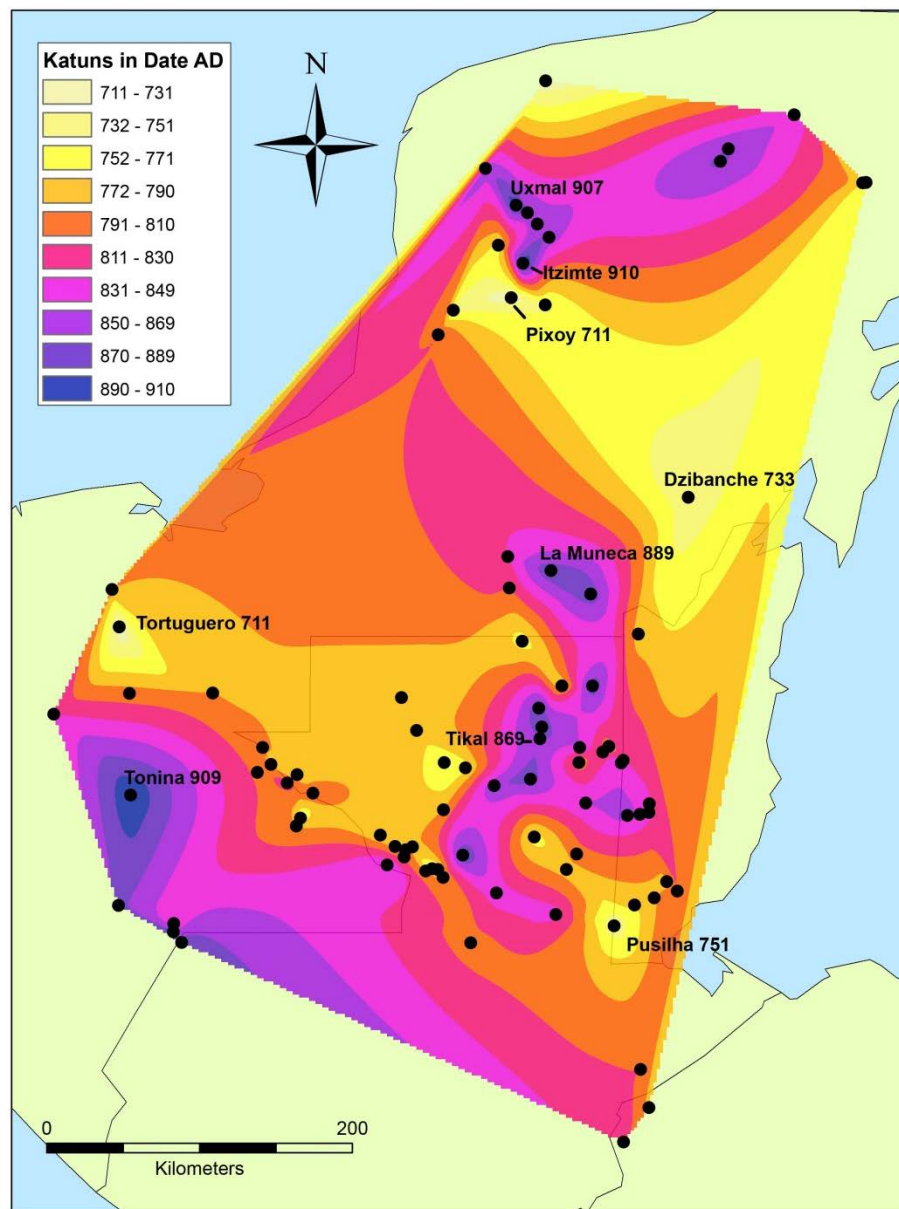 Katuns in Date AD
711 - 731
732 - 751
752 - 771
772 - 790
791 - 810
811 - 830
831 - 849
850 - 869
870 - 889
890 - 910
N
Uxmal 907
Itzimte 910
Pixoy 711
Dzibanche 733
La Muneca 889
Tortuguero 711
Tikal 869
Tonina 909
Pusilha 751
0 200
Kilometers